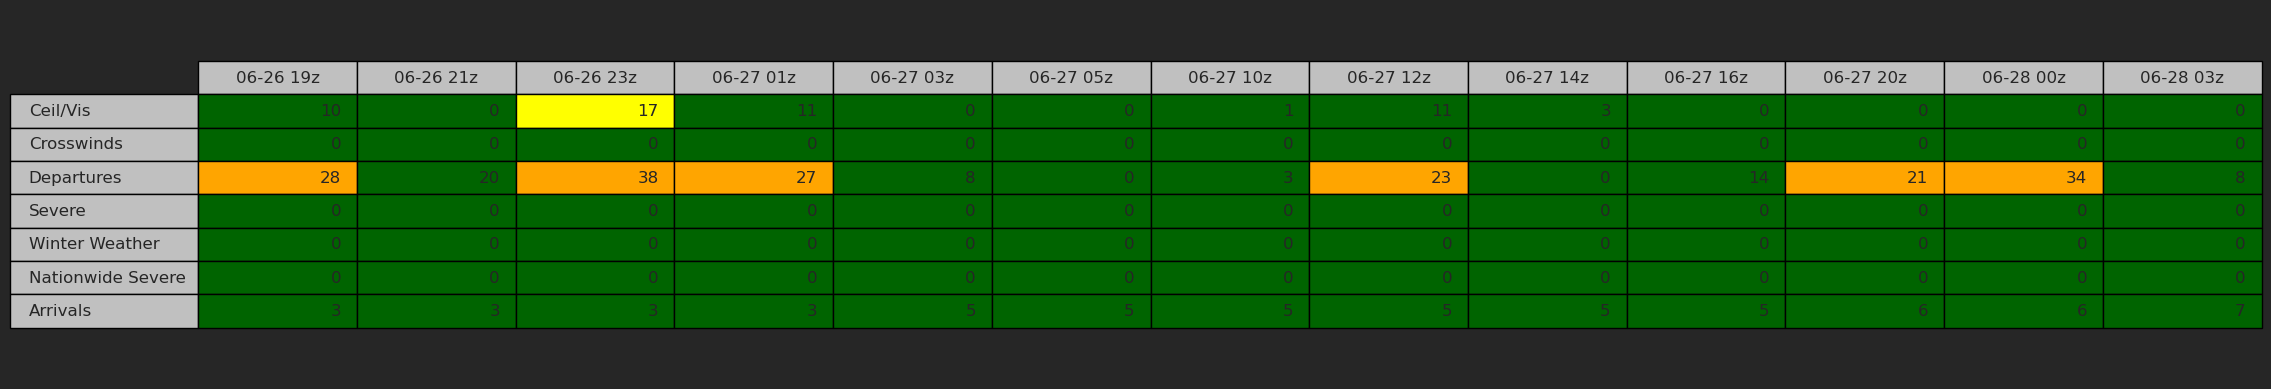 06-26 19z 06-26 21z 06-26 23z 06-27 01z 06-27 03z 06-27 05z 06-27 10z 06-27 12z 06-27 14z 06-27 16z 06-27 20z 06-28 00z 06-28 03z
Ceil/Vis 10 0 17 11 0 0 1 11 3 0 0 0 0
Crosswinds 0 0 0 0 0 0 0 0 0 0 0 0 0
Departures 28 20 38 27 8 0 3 23 0 14 21 34 8
Severe 0 0 0 0 0 0 0 0 0 0 0 0 0
Winter Weather 0 0 0 0 0 0 0 0 0 0 0 0 0
Nationwide Severe 0 0 0 0 0 0 0 0 0 0 0 0 0
Arrivals 3 3 3 3 5 5 5 5 5 5 6 6 7